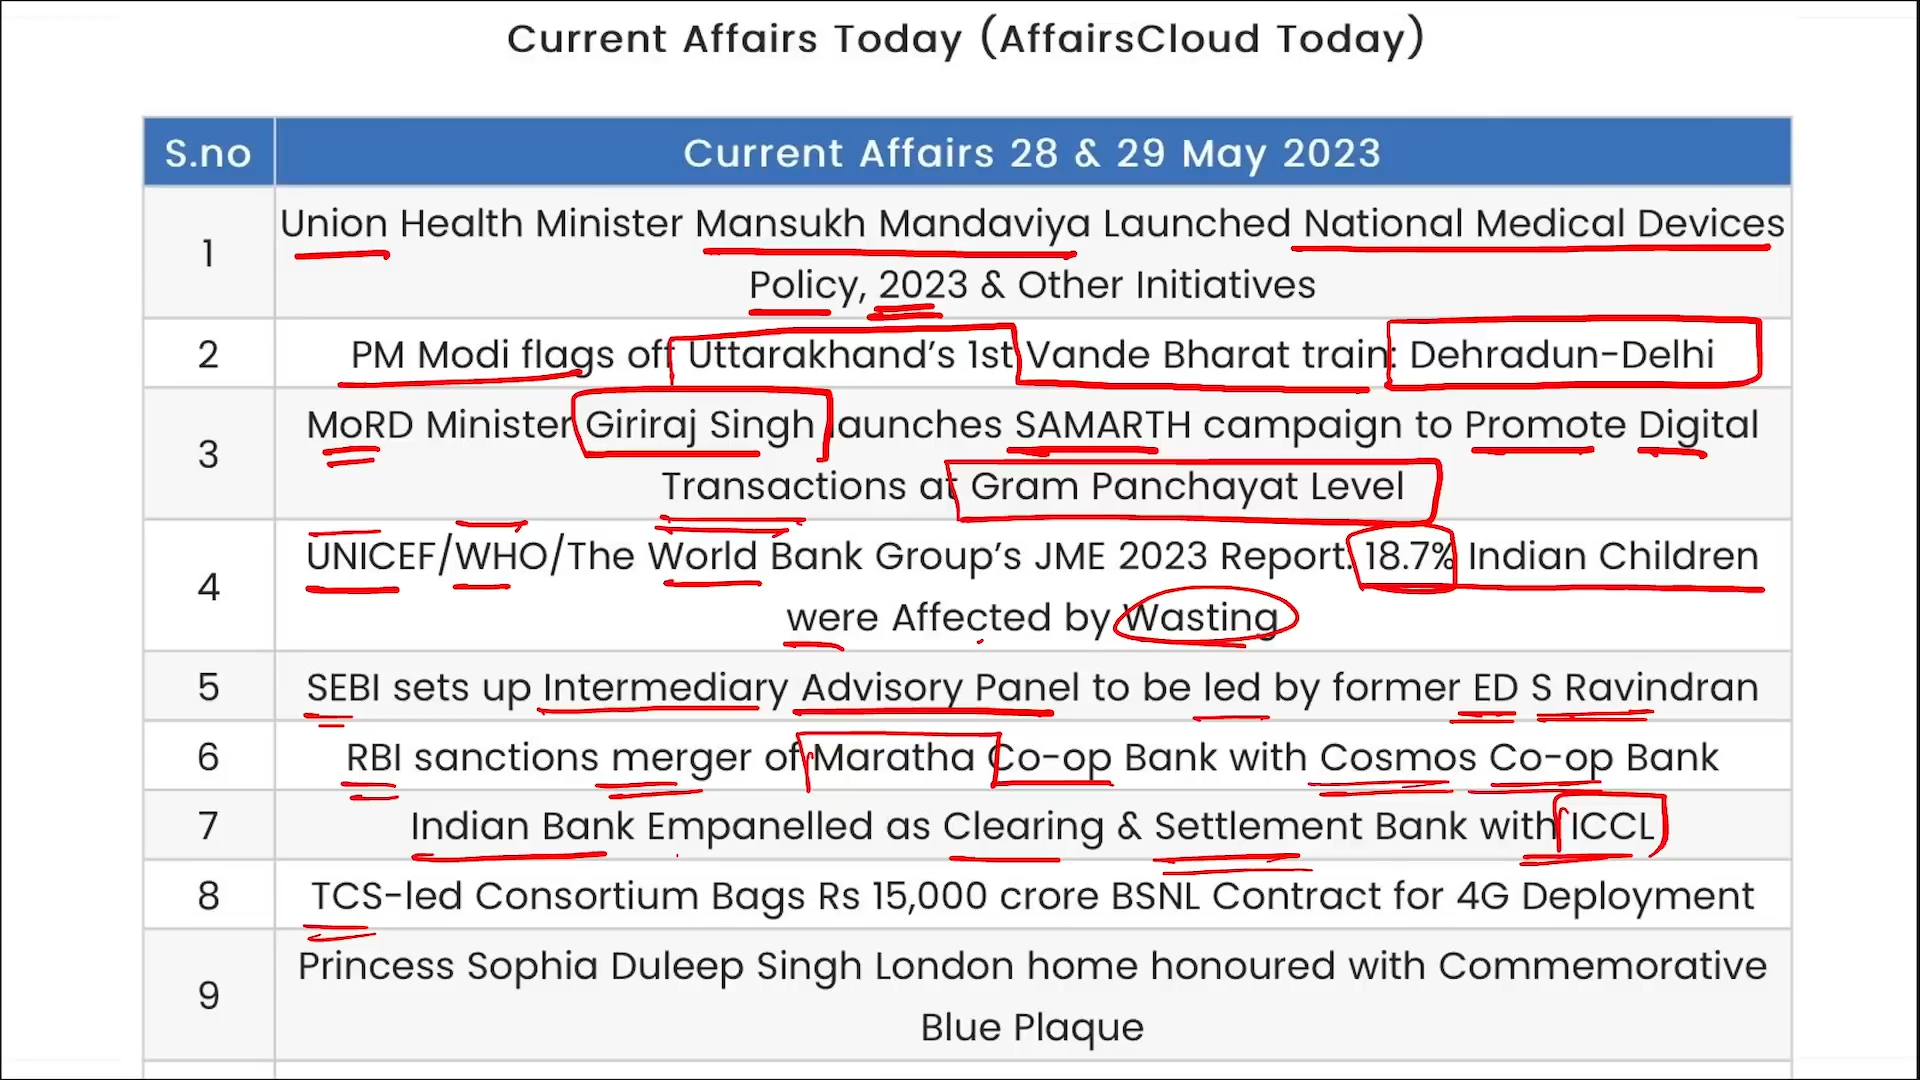 Current Affairs Today (AffairsCloud Today)
S.no
Current Affairs 28 & 29 May 2023
1
Union Health Minister Mansukh Mandaviya Launched National Medical Devices
Policy, 2023 & Other Initiatives
2
PM Modi flags off Uttarakhand’s 1st Vande Bharat train: Dehradun-Delhi
3
MoRD Minister Giriraj Singh launches SAMARTH campaign to Promote Digital
Transactions at Gram Panchayat Level
4
UNICEF/WHO/The World Bank Group’s JME 2023 Report: 18.7% Indian Children
were Affected by Wasting
5
SEBI sets up Intermediary Advisory Panel to be led by former ED S Ravindran
6
RBI sanctions merger of Maratha Co-op Bank with Cosmos Co-op Bank
7
Indian Bank Empanelled as Clearing & Settlement Bank with ICCL
8
TCS-led Consortium Bags Rs 15,000 crore BSNL Contract for 4G Deployment
9
Princess Sophia Duleep Singh London home honoured with Commemorative
Blue Plaque